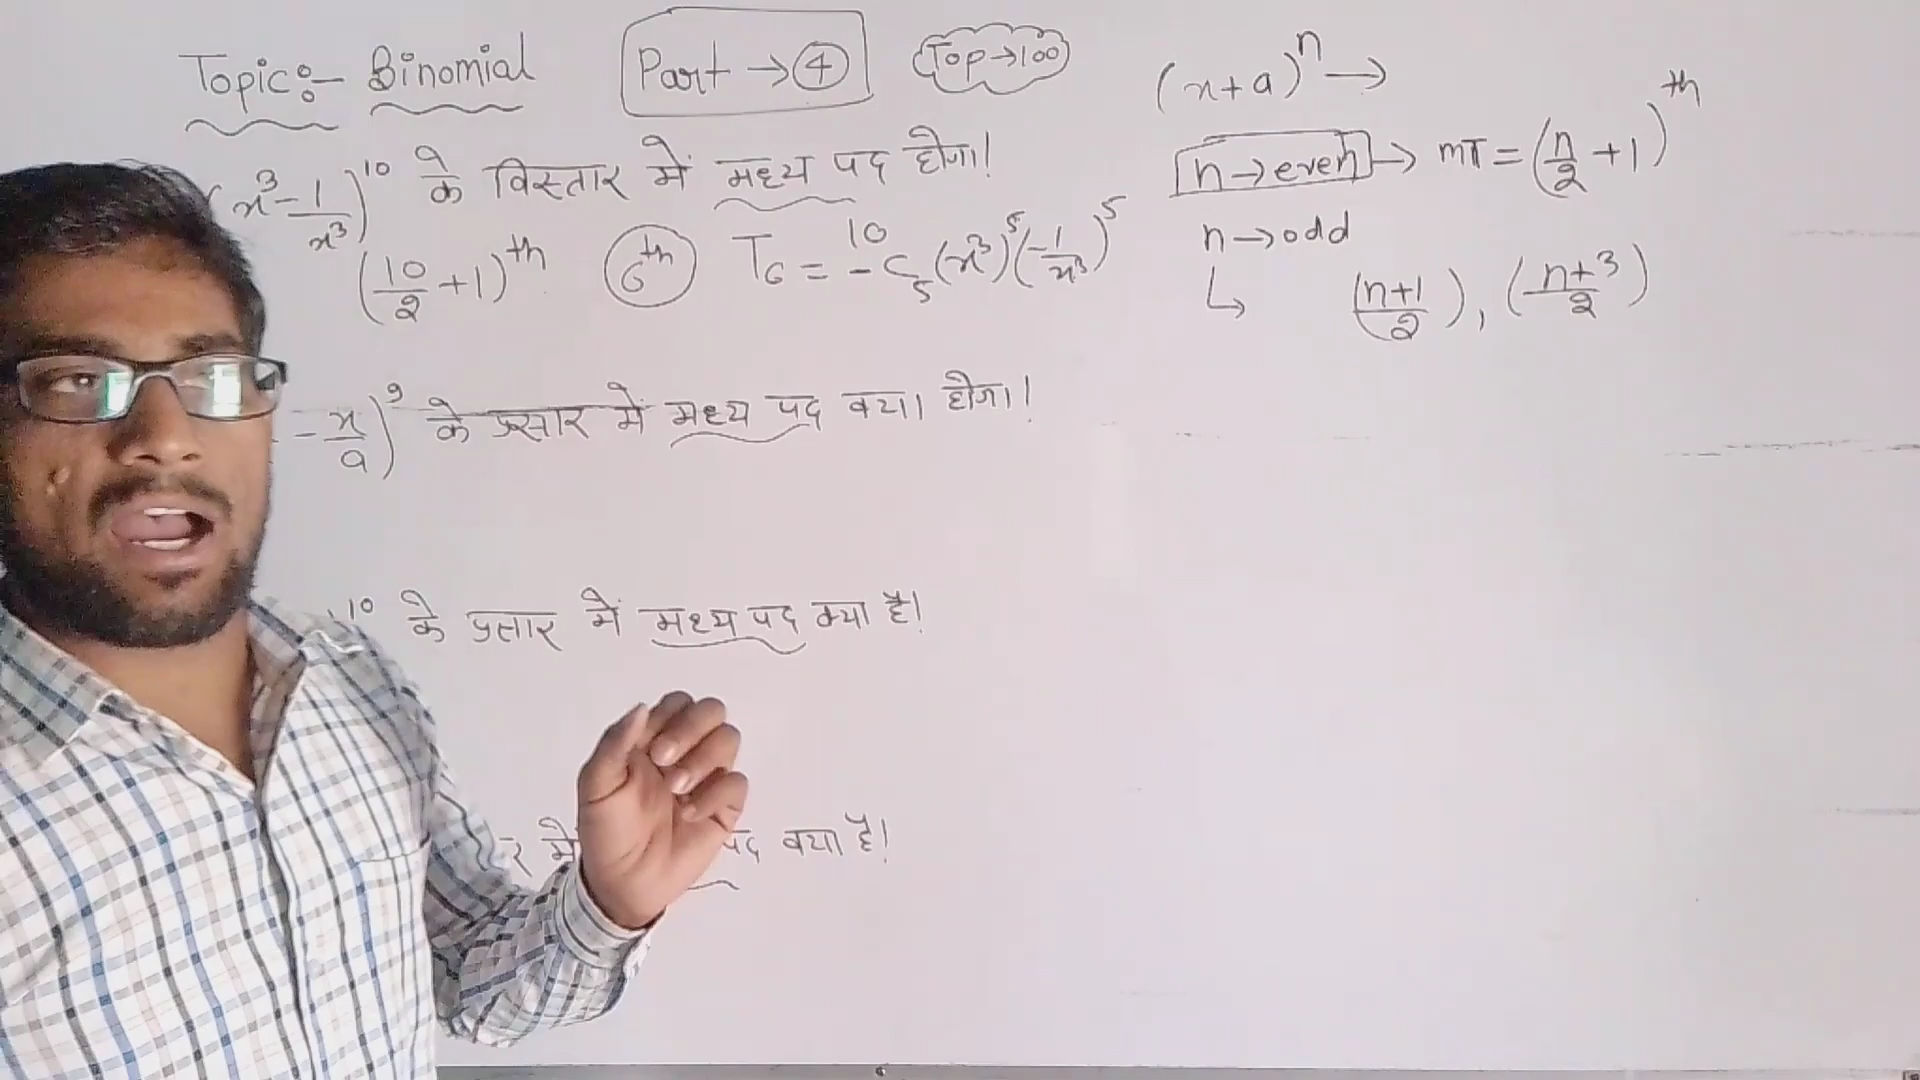 Topic:- Binomial Part → 4 Top→100
(x³ - 1/x³)^10 के विस्तार में मध्य पद होगा।
(10/2 + 1)^th 6^th T₆ = - ¹⁰C₅ (x³)⁵ (-1/x³)⁵
- x/a)⁹ के प्रसार में मध्य पद क्या होगा।
10 के प्रसार में मध्य पद क्या है।
र में पद क्या है।
(x+a)^n →
n→even → MT = (n/2 + 1)^th
n→odd
↳ (n+1/2), (n+3/2)